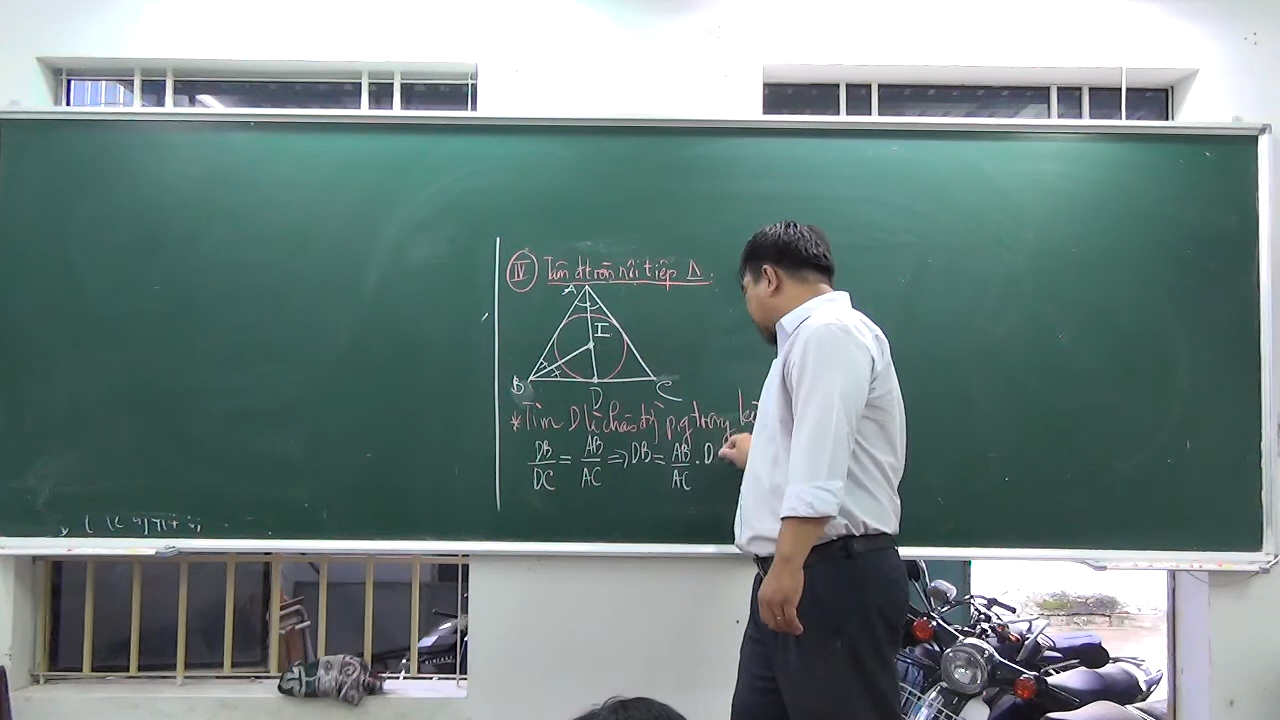 IV Tâm đtròn nội tiếp Δ.
A
I
B D C
* Tìm D là chân đg p.g trong kẻ
DB/DC = AB/AC ⇒ DB = AB/AC . D